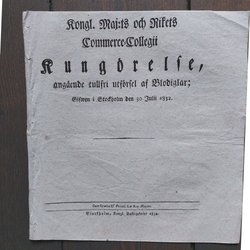 Kongl. Maj:ts och Rikets
Commerce-Collegii
Kungörelse,
angående tullfri utförsel af Blodiglar;
Gifwen i Stockholm den 30 Julii 1832.
Stockholm, Kongl. 1832.